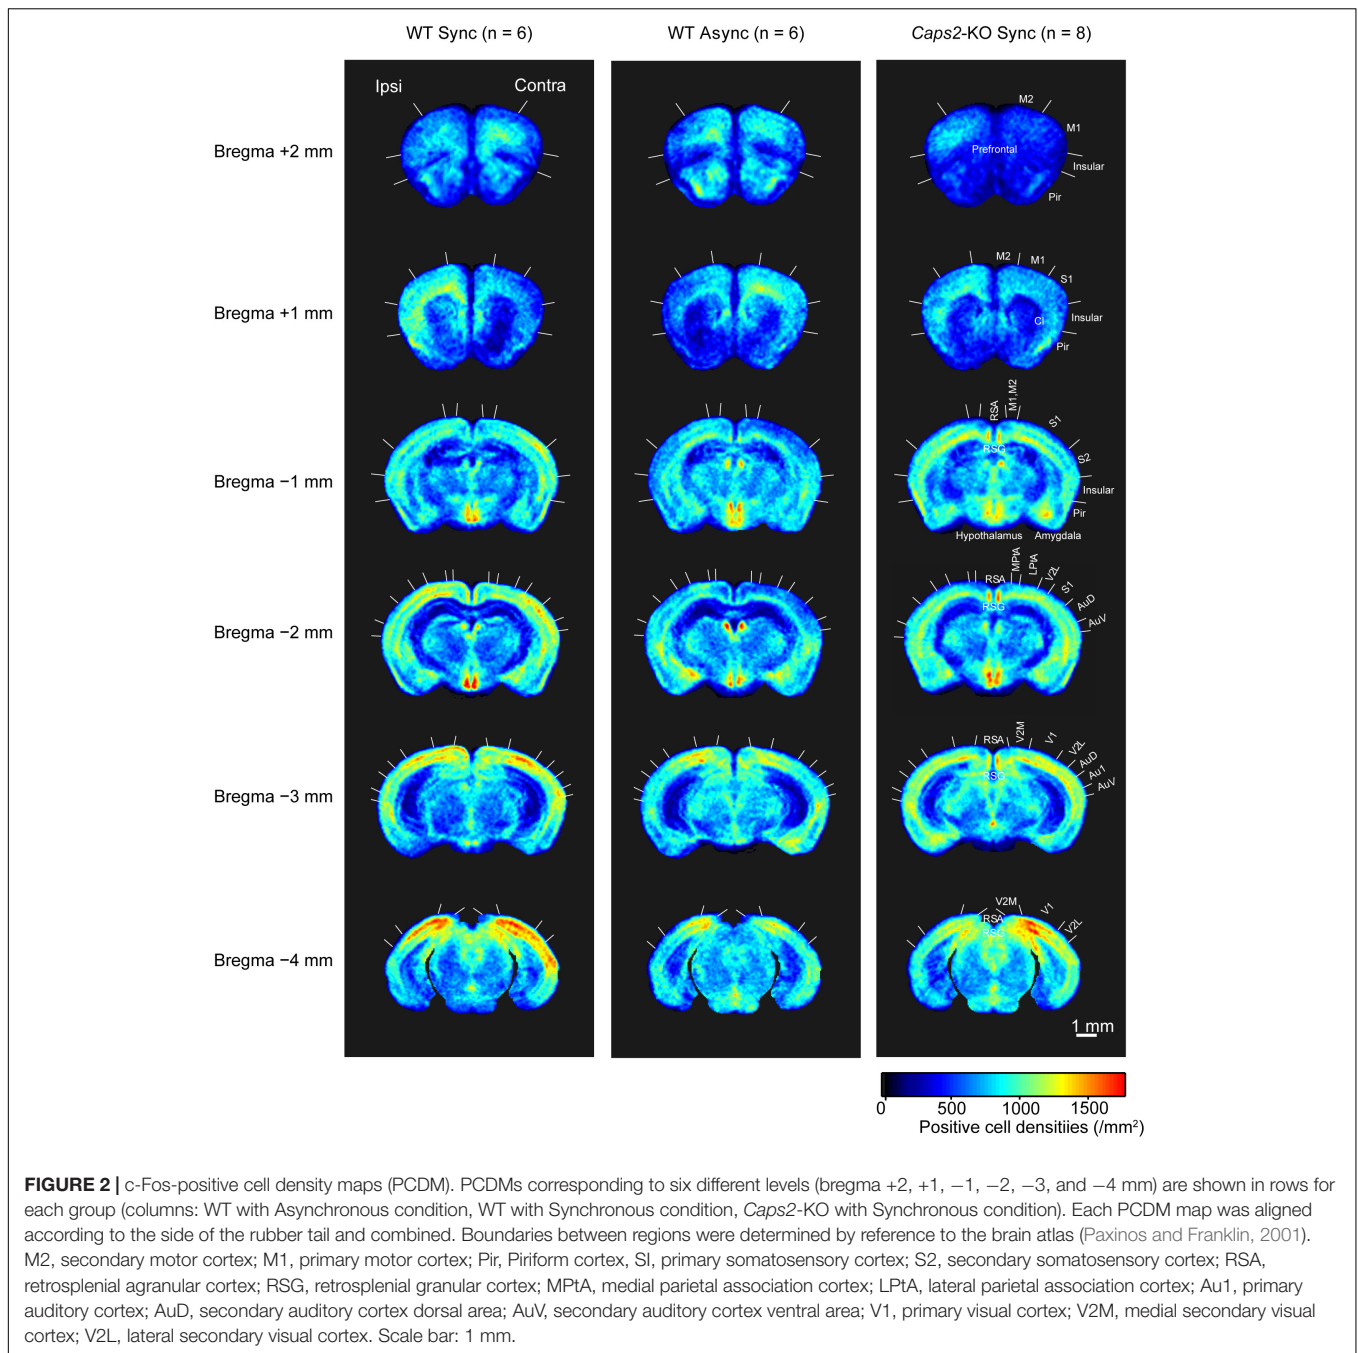 WT Sync (n = 6)
WT Async (n = 6)
Caps2-KO Sync (n = 8)
Ipsi
Contra
Bregma +2 mm
M2
M1
Prefrontal
Insular
Pir
Bregma +1 mm
M2
M1
S1
CI
Insular
Pir
Bregma −1 mm
RSA
M1,M2
S1
RSG
S2
Insular
Pir
Hypothalamus
Amygdala
Bregma −2 mm
RSA
MPtA
LPtA
V2L
S1
RSG
AuD
AuV
Bregma −3 mm
RSA
V2M
V1
V2L
AuD
RSG
Au1
AuV
Bregma −4 mm
V2M
RSA
V1
RSG
V2L
1 mm
0
500
1000
1500
Positive cell densitiies (/mm²)
FIGURE 2 | c-Fos-positive cell density maps (PCDM). PCDMs corresponding to six different levels (bregma +2, +1, −1, −2, −3, and −4 mm) are shown in rows for
each group (columns: WT with Asynchronous condition, WT with Synchronous condition, Caps2-KO with Synchronous condition). Each PCDM map was aligned
according to the side of the rubber tail and combined. Boundaries between regions were determined by reference to the brain atlas (Paxinos and Franklin, 2001).
M2, secondary motor cortex; M1, primary motor cortex; Pir, Piriform cortex, SI, primary somatosensory cortex; S2, secondary somatosensory cortex; RSA,
retrosplenial agranular cortex; RSG, retrosplenial granular cortex; MPtA, medial parietal association cortex; LPtA, lateral parietal association cortex; Au1, primary
auditory cortex; AuD, secondary auditory cortex dorsal area; AuV, secondary auditory cortex ventral area; V1, primary visual cortex; V2M, medial secondary visual
cortex; V2L, lateral secondary visual cortex. Scale bar: 1 mm.